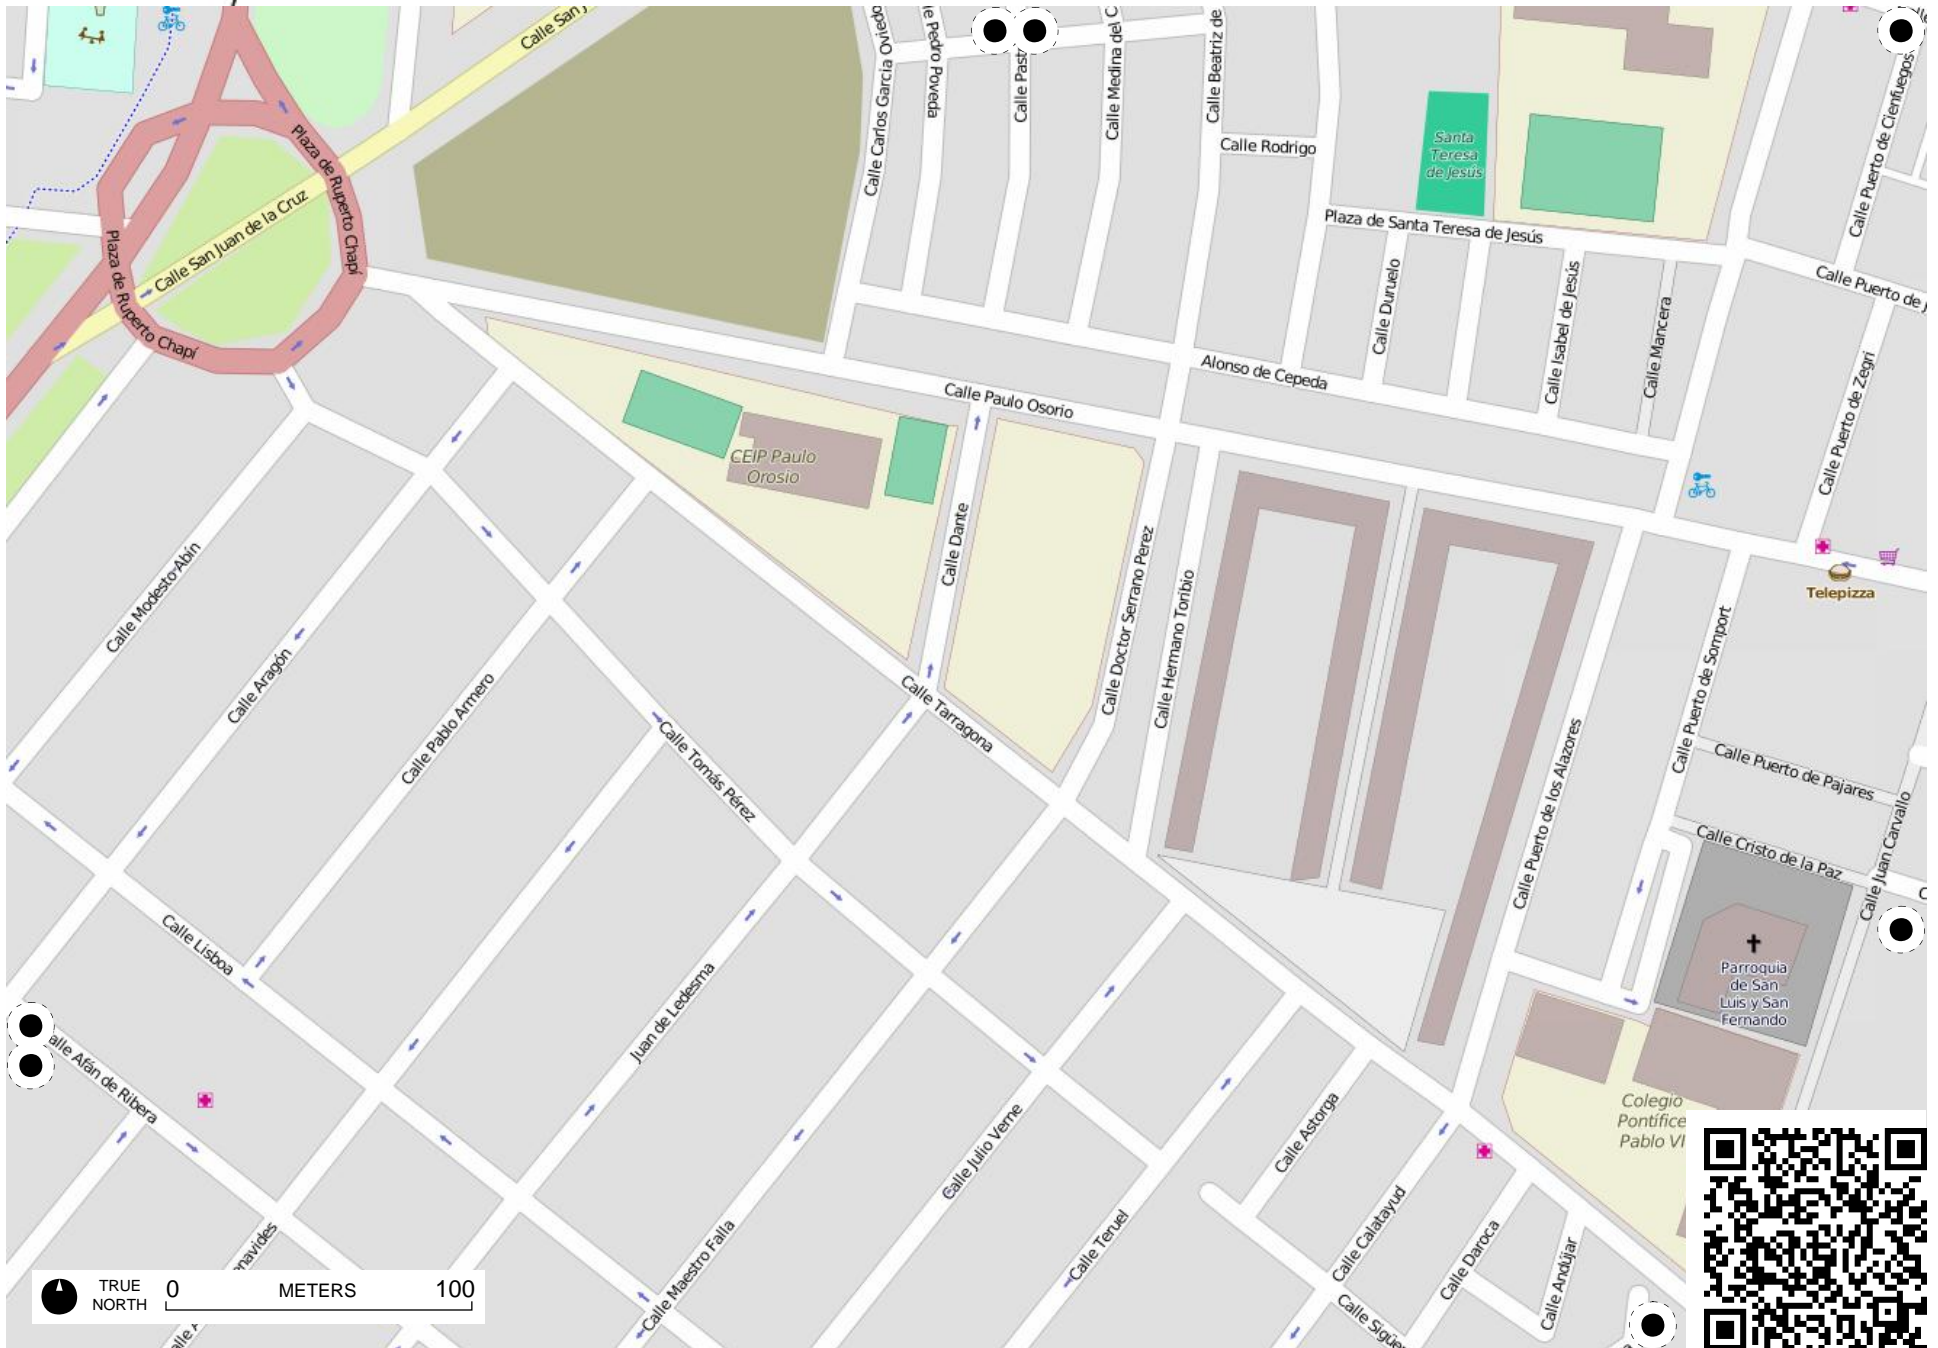 Calle San J
Plaza de Ruperto Chapí
Calle San Juan de la Cruz
Plaza de Ruperto Chapí
Plaza de Ruperto Chapí
Calle Carlos García Oviedo
le Pedro Poveda
Calle Past
Calle Medina del C
Calle Beatriz de
Calle Rodrigo
Santa
Teresa
de Jesús
Plaza de Santa Teresa de Jesús
Calle Puerto de Cienfuegos
Calle Puerto de J
Calle Duruelo
Calle Isabel de Jesús
Calle Mancera
Calle Puerto de Zegri
Alonso de Cepeda
Calle Paulo Osorio
CEIP Paulo
Orosio
Calle Dante
Calle Doctor Serrano Perez
Calle Hermano Toribio
Telepizza
Calle Modesto Abín
Calle Aragón
Calle Pablo Armero
Calle Tarragona
Calle Tomás Pérez
Calle Puerto de los Alazores
Calle Puerto de Somport
Calle Puerto de Pajares
Calle Cristo de la Paz
Calle Juan Carvallo
Calle Lisboa
Juan de Ledesma
Parroquia
de San
Luis y San
Fernando
alle Afán de Ribera
Calle Julio Verne
Calle Astorga
Colegio
Pontífice
Pablo VI
Calle Maestro Falla
Calle Teruel
Calle Calatayud
Calle Daroca
Calle Andújar
Calle Sigüe
enavides
TRUE
NORTH
0 METERS 100